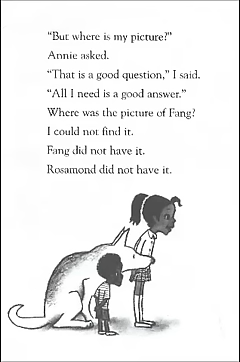 “But where is my picture?”
Annie asked.
“That is a good question,” I said.
“All I need is a good answer.”
Where was the picture of Fang?
I could not find it.
Fang did not have it.
Rosamond did not have it.